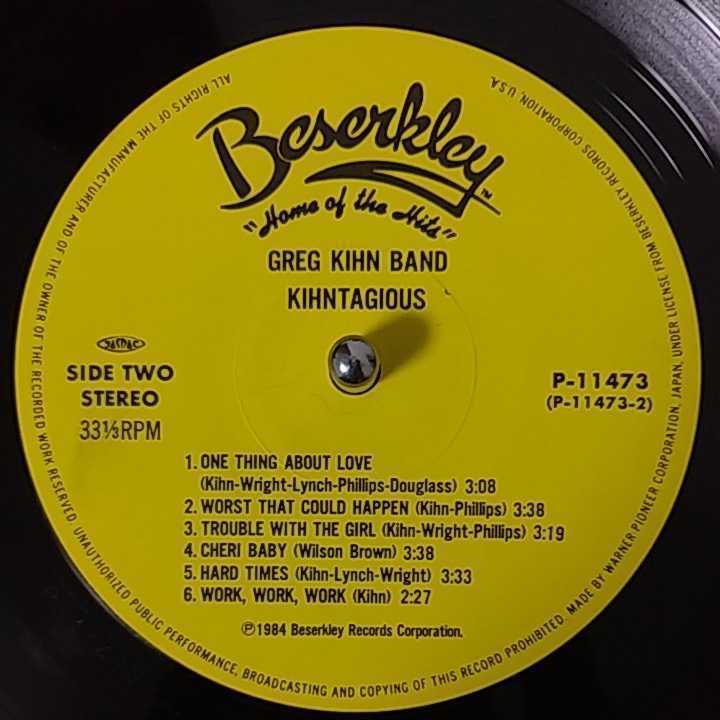 Beserkley™
"Home of the Hits"
GREG KIHN BAND
KIHNTAGIOUS
JASRAC
SIDE TWO
STEREO
33⅓RPM
P-11473
(P-11473-2)
1. ONE THING ABOUT LOVE
(Kihn-Wright-Lynch-Phillips-Douglass) 3:08
2. WORST THAT COULD HAPPEN (Kihn-Phillips) 3:38
3. TROUBLE WITH THE GIRL (Kihn-Wright-Phillips) 3:19
4. CHERI BABY (Wilson Brown) 3:38
5. HARD TIMES (Kihn-Lynch-Wright) 3:33
6. WORK, WORK, WORK (Kihn) 2:27
Ⓟ1984 Beserkley Records Corporation.
ALL RIGHTS OF THE MANUFACTURER AND OF THE OWNER OF THE RECORDED WORK RESERVED. UNAUTHORIZED PUBLIC PERFORMANCE, BROADCASTING AND COPYING OF THIS RECORD PROHIBITED. MADE BY WARNER-PIONEER CORPORATION, JAPAN, UNDER LICENSE FROM BESERKLEY RECORDS CORPORATION, U.S.A.